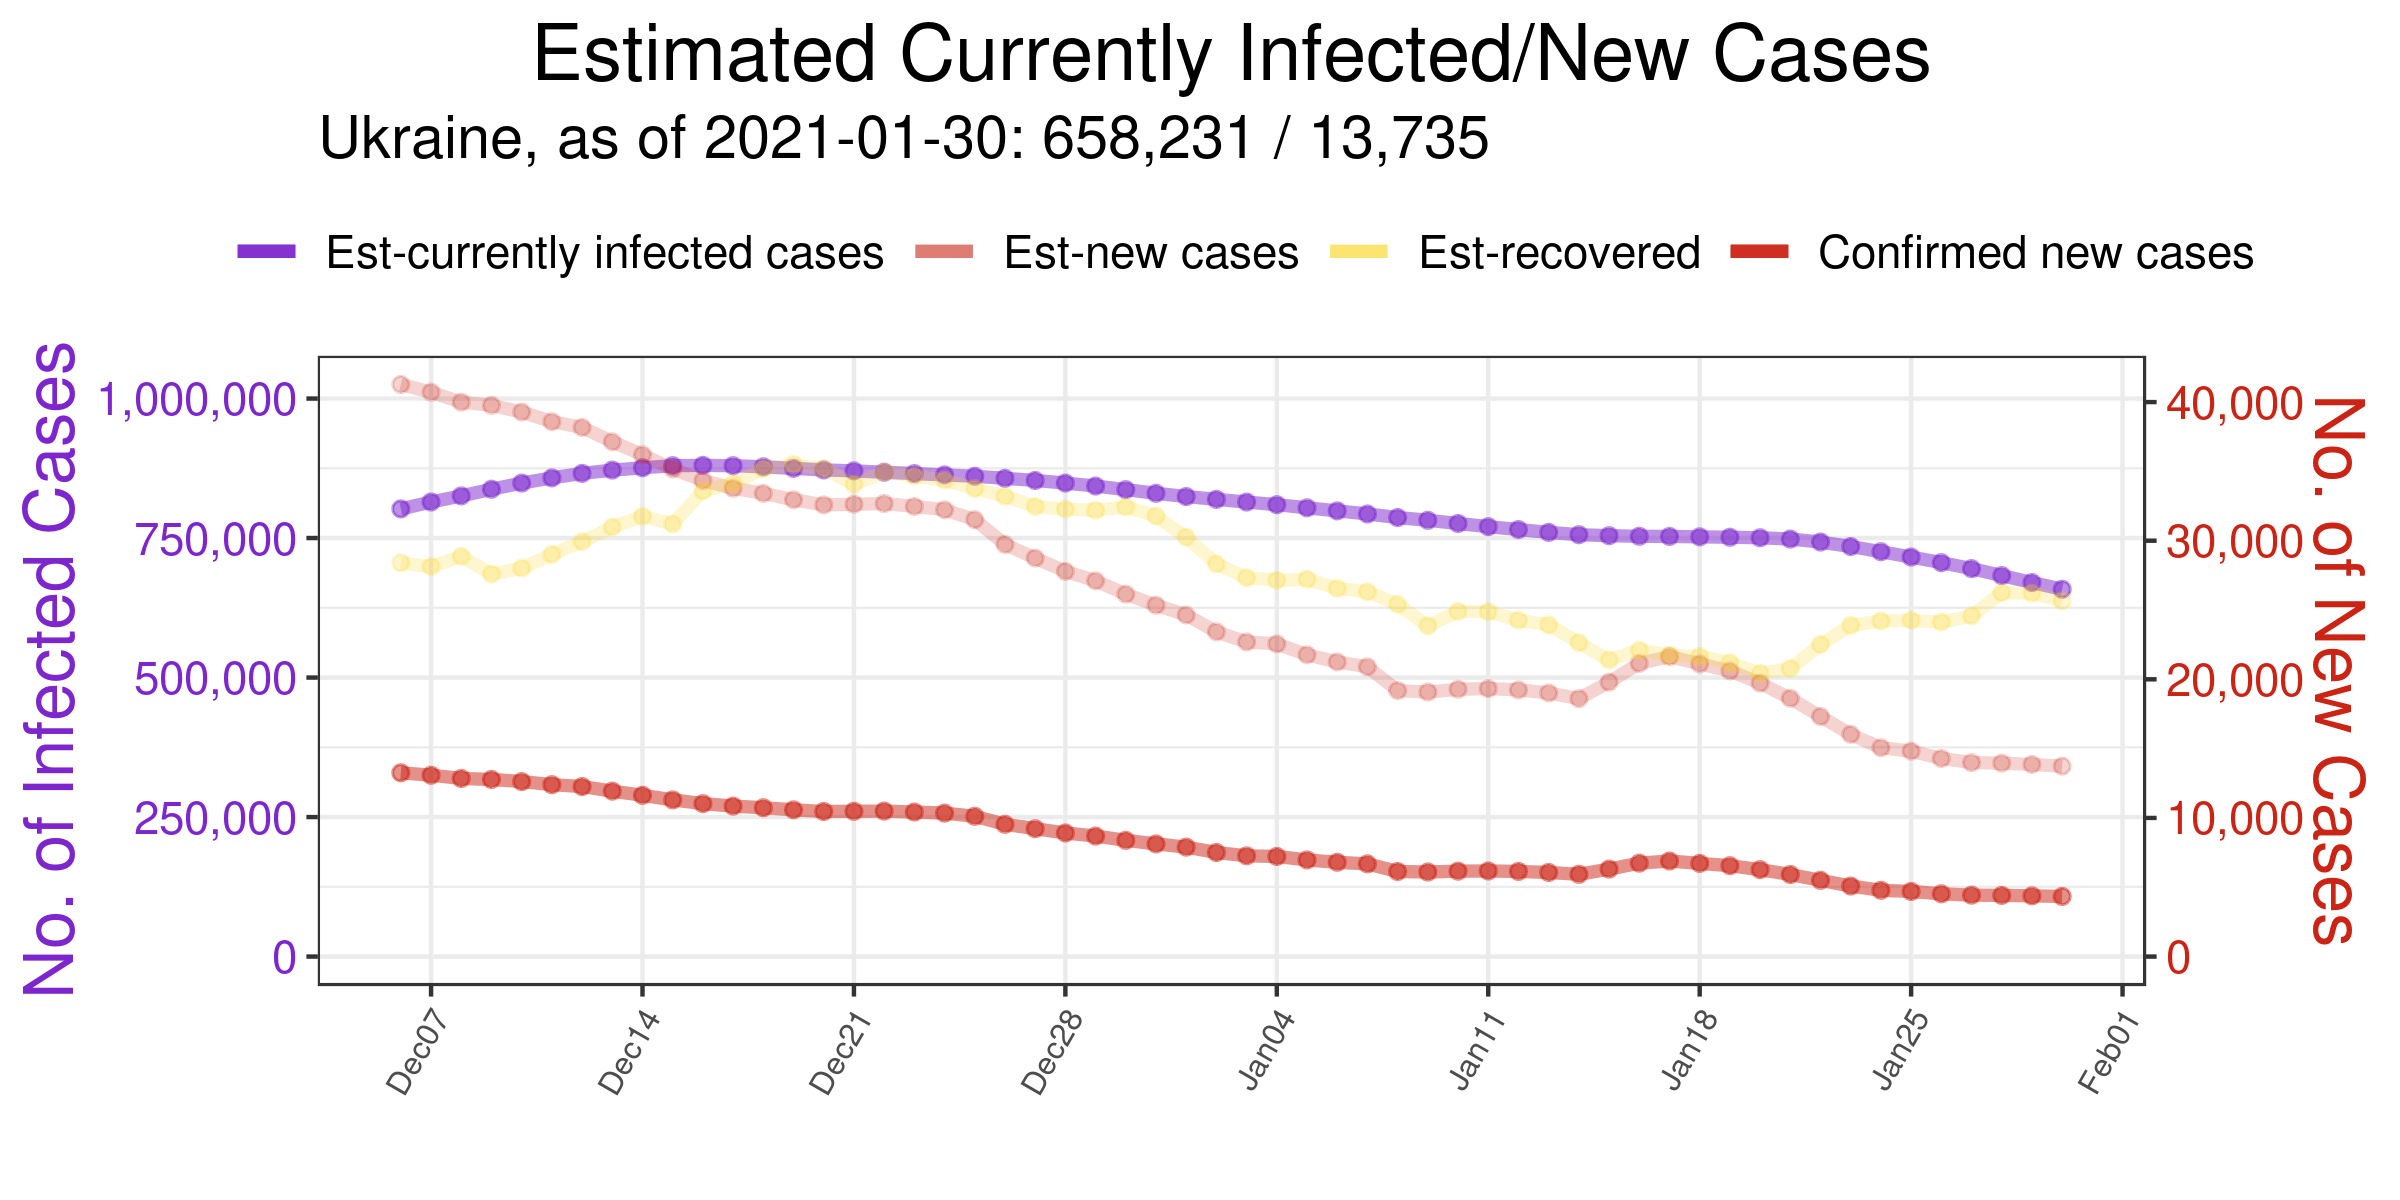 Estimated Currently Infected/New Cases
Ukraine, as of 2021-01-30: 658,231 / 13,735
Est-currently infected cases Est-new cases Est-recovered Confirmed new cases
No. of Infected Cases
1,000,000
750,000
500,000
250,000
0
40,000
30,000
20,000
10,000
0
No. of New Cases
Dec07 Dec14 Dec21 Dec28 Jan04 Jan11 Jan18 Jan25 Feb01